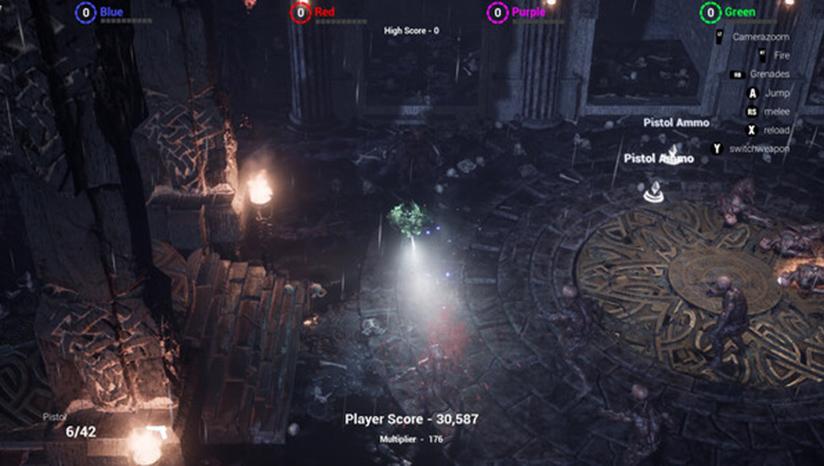 0 Blue
0 Red
0 Purple
0 Green
High Score - 0
Camerazoom
Fire
RB Grenades
A Jump
RS melee
X reload
Y switchweapon
Pistol Ammo
Pistol Ammo
Pistol
6/42
Player Score - 30,587
Multiplier - 176